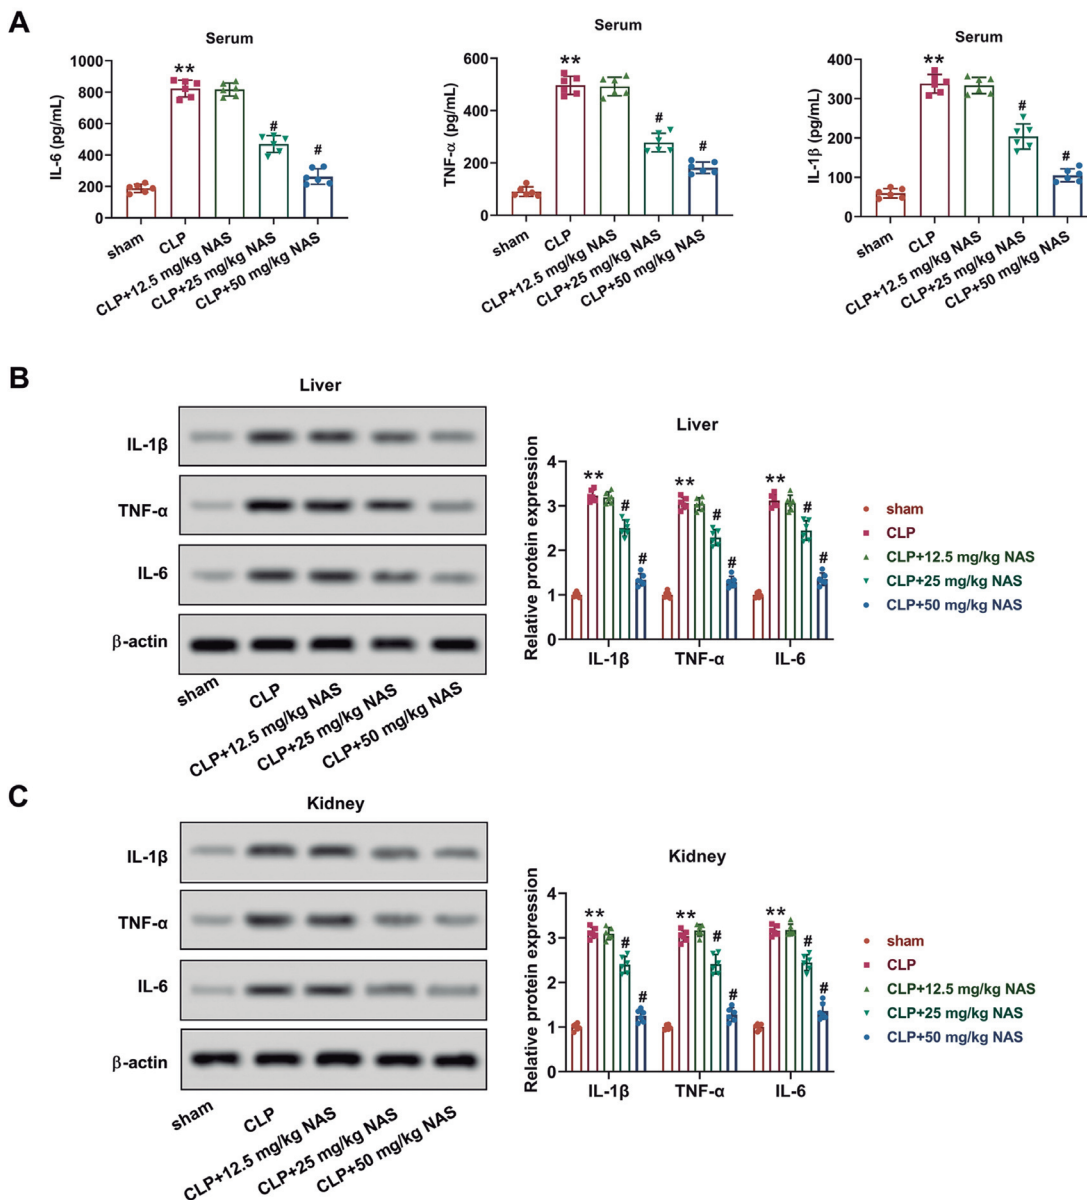 A
Serum
IL-6 (pg/mL)
1000
800
600
400
200
0
**
#
#
sham
CLP
CLP+12.5 mg/kg NAS
CLP+25 mg/kg NAS
CLP+50 mg/kg NAS
Serum
TNF-α (pg/mL)
600
400
200
0
**
#
#
sham
CLP
CLP+12.5 mg/kg NAS
CLP+25 mg/kg NAS
CLP+50 mg/kg NAS
Serum
IL-1β (pg/mL)
400
300
200
100
0
**
#
#
sham
CLP
CLP+12.5 mg/kg NAS
CLP+25 mg/kg NAS
CLP+50 mg/kg NAS
B
Liver
IL-1β
TNF-α
IL-6
β-actin
sham
CLP
CLP+12.5 mg/kg NAS
CLP+25 mg/kg NAS
CLP+50 mg/kg NAS
Liver
Relative protein expression
4
3
2
1
0
**
#
#
**
#
#
**
#
#
IL-1β
TNF-α
IL-6
sham
CLP
CLP+12.5 mg/kg NAS
CLP+25 mg/kg NAS
CLP+50 mg/kg NAS
C
Kidney
IL-1β
TNF-α
IL-6
β-actin
sham
CLP
CLP+12.5 mg/kg NAS
CLP+25 mg/kg NAS
CLP+50 mg/kg NAS
Kidney
Relative protein expression
4
3
2
1
0
**
#
#
**
#
#
**
#
#
IL-1β
TNF-α
IL-6
sham
CLP
CLP+12.5 mg/kg NAS
CLP+25 mg/kg NAS
CLP+50 mg/kg NAS